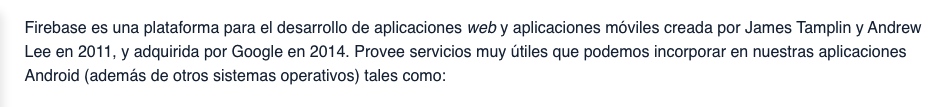 Firebase es una plataforma para el desarrollo de aplicaciones web y aplicaciones móviles creada por James Tamplin y Andrew
Lee en 2011, y adquirida por Google en 2014. Provee servicios muy útiles que podemos incorporar en nuestras aplicaciones
Android (además de otros sistemas operativos) tales como: